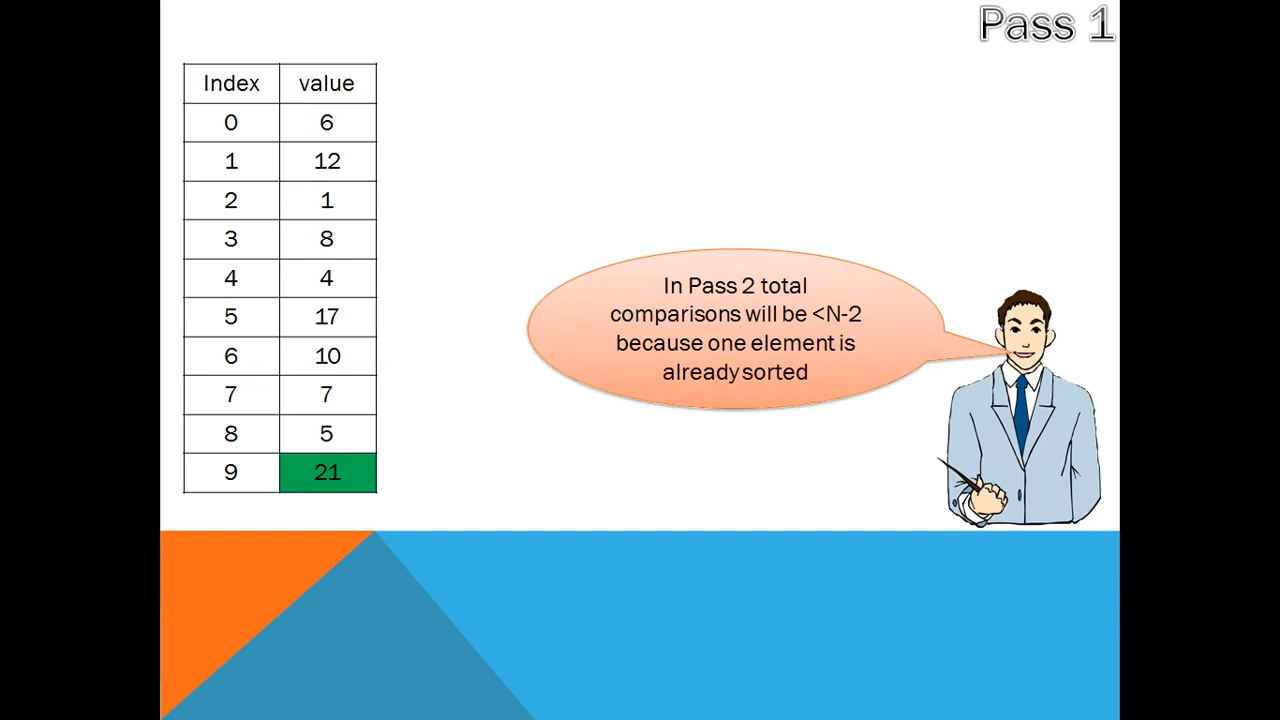 Pass 1
Index value
0 6
1 12
2 1
3 8
4 4
5 17
6 10
7 7
8 5
9 21
In Pass 2 total
comparisons will be <N-2
because one element is
already sorted